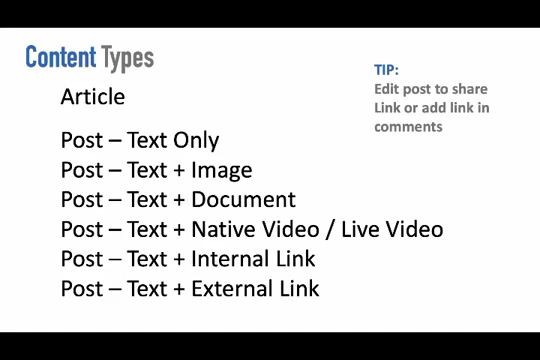 Content Types
Article
Post – Text Only
Post – Text + Image
Post – Text + Document
Post – Text + Native Video / Live Video
Post – Text + Internal Link
Post – Text + External Link
TIP:
Edit post to share
Link or add link in
comments